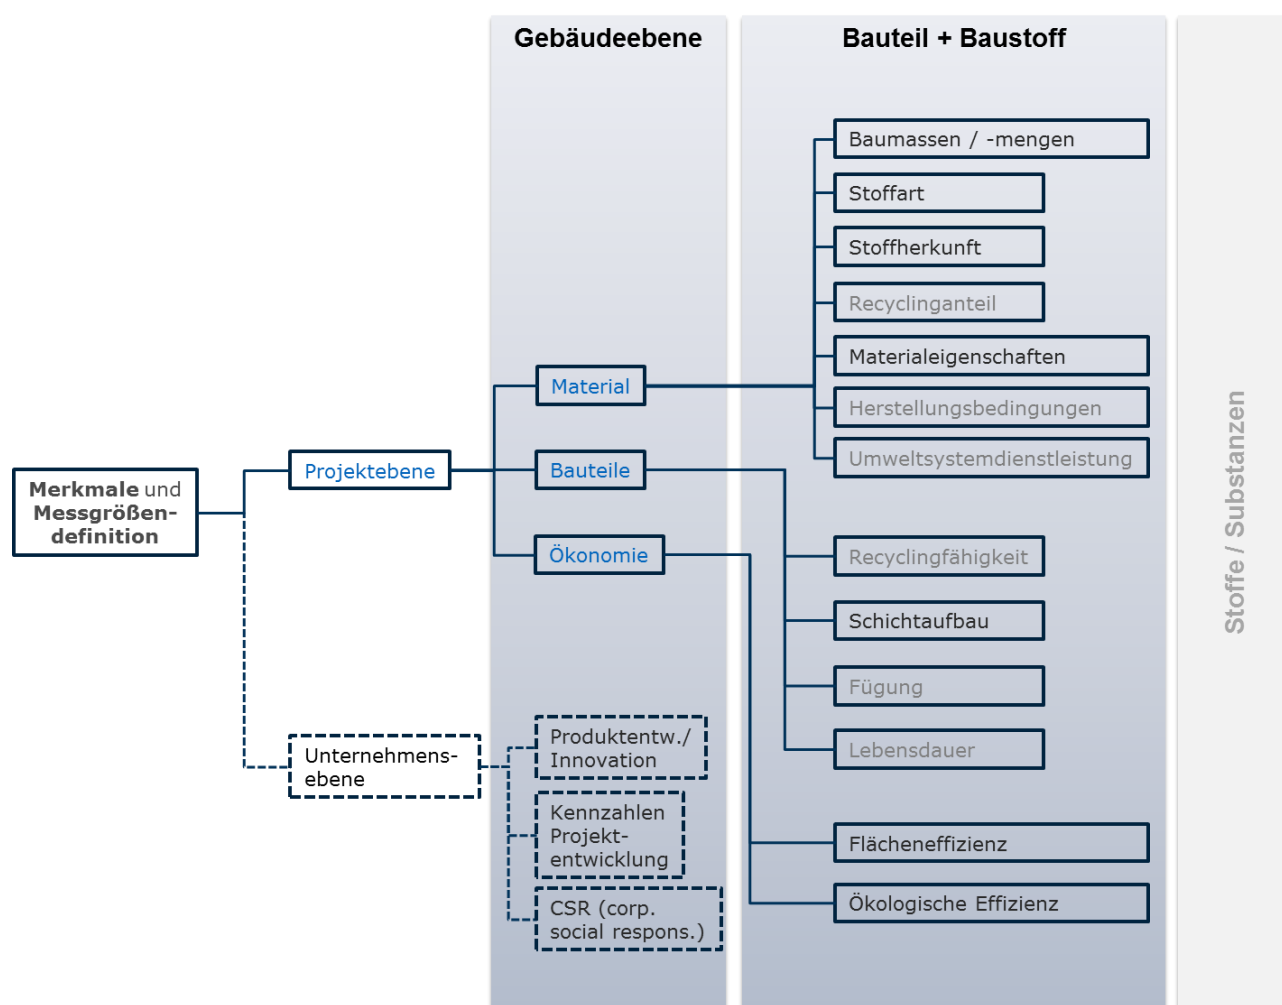 Gebäudeebene
Bauteil + Baustoff
Stoffe / Substanzen
Merkmale und
Messgrößen-
definition
Projektebene
Unternehmens-
ebene
Material
Bauteile
Ökonomie
Produktentw./
Innovation
Kennzahlen
Projekt-
entwicklung
CSR (corp.
social respons.)
Baumassen / -mengen
Stoffart
Stoffherkunft
Recyclinganteil
Materialeigenschaften
Herstellungsbedingungen
Umweltsystemdienstleistung
Recyclingfähigkeit
Schichtaufbau
Fügung
Lebensdauer
Flächeneffizienz
Ökologische Effizienz